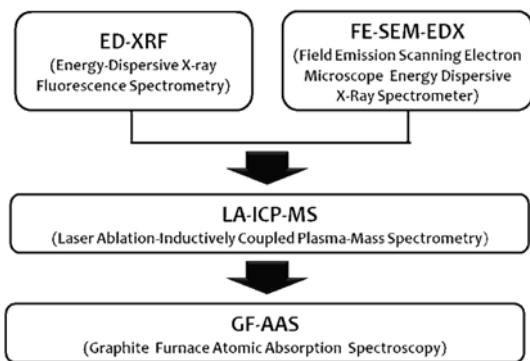 ED-XRF
(Energy-Dispersive X-ray
Fluorescence Spectrometry)
FE-SEM-EDX
(Field Emission Scanning Electron
Microscope Energy Dispersive
X-Ray Spectrometer)
LA-ICP-MS
(Laser Ablation-Inductively Coupled Plasma-Mass Spectrometry)
GF-AAS
(Graphite Furnace Atomic Absorption Spectroscopy)